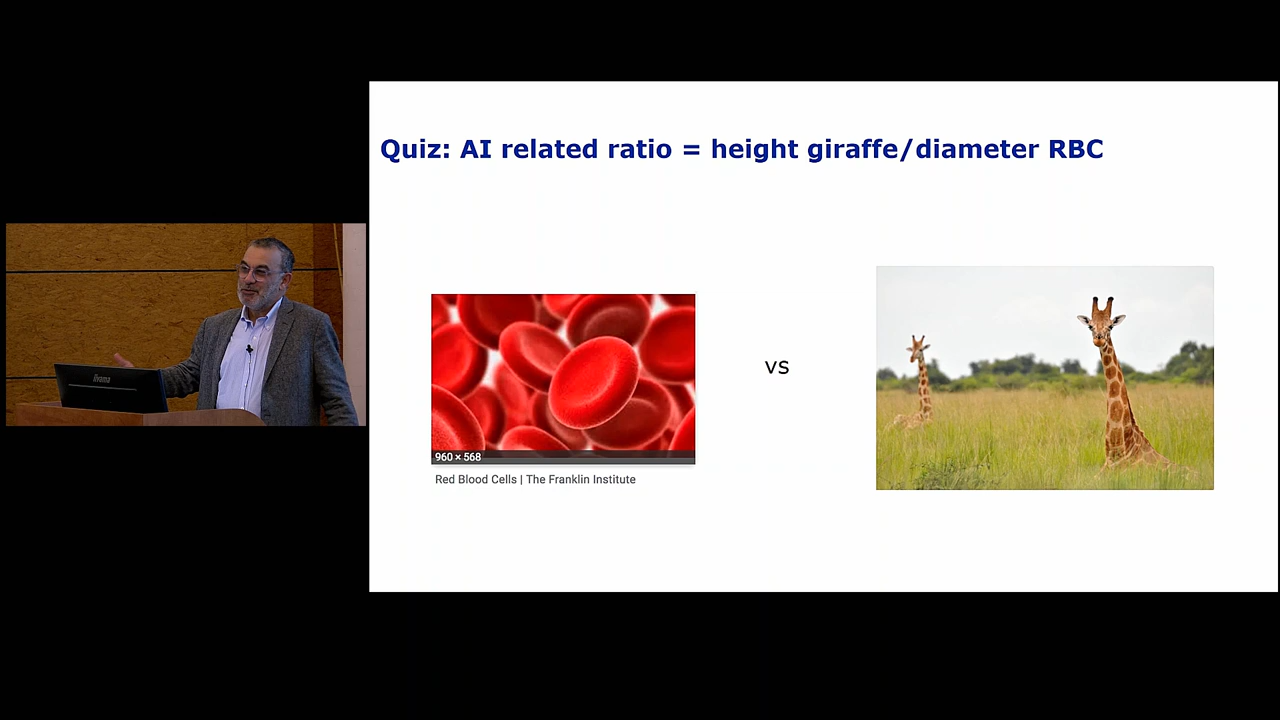 Quiz: AI related ratio = height giraffe/diameter RBC
iiyama
vs
960 × 568
Red Blood Cells | The Franklin Institute